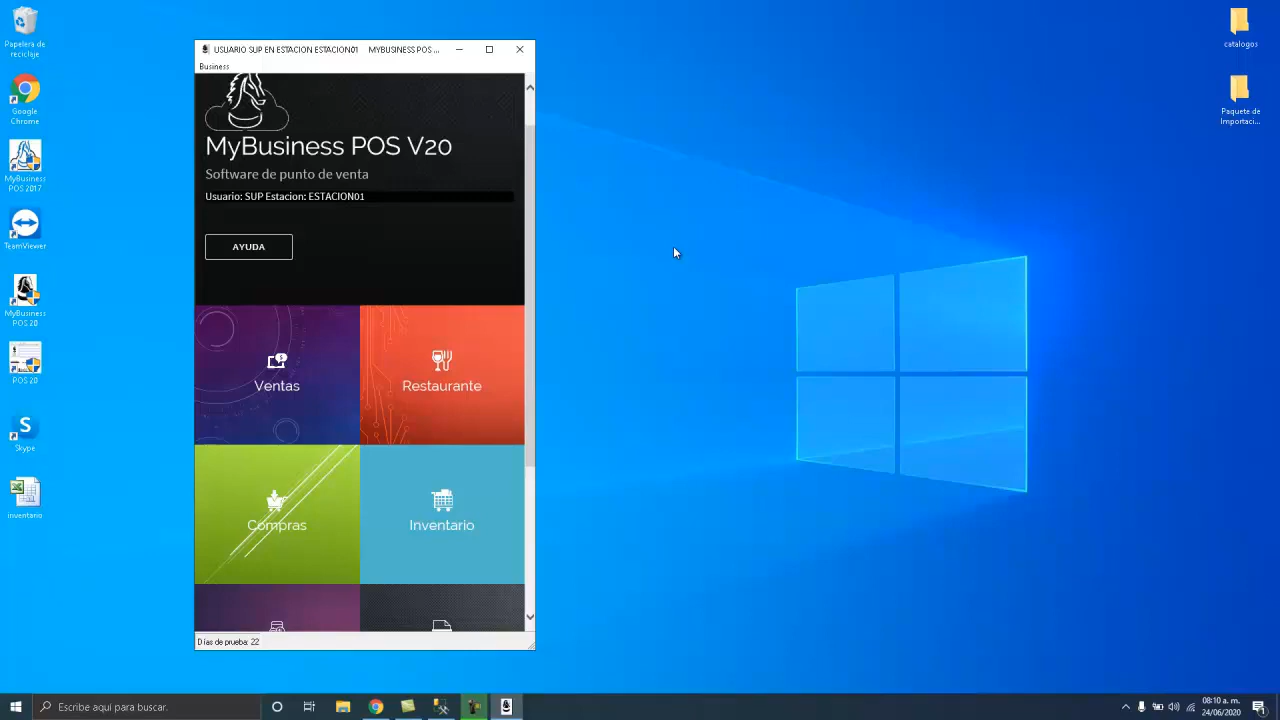 Papelera de
reciclaje
Google
Chrome
MyBusiness
POS 2017
TeamViewer
MyBusiness
POS 20
POS 20
Skype
inventario
USUARIO SUP EN ESTACION ESTACION01 MYBUSINESS POS ...
Business
MyBusiness POS V20
Software de punto de venta
Usuario: SUP Estacion: ESTACION01
AYUDA
Ventas
Restaurante
Compras
Inventario
Días de prueba: 22
catalogos
Paquete de
Importaci...
Escribe aquí para buscar.
08:10 a. m.
24/06/2020